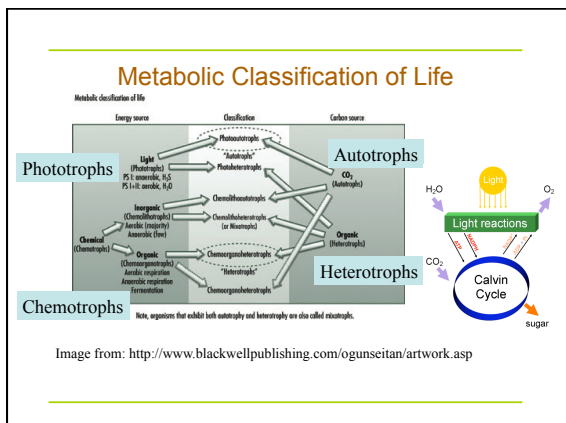 Metabolic Classification of Life
Metabolic classification of life
Energy source
Classification
Carbon source
Phototrophs
Light
(Phototrophs)
PS I: anaerobic, H₂S
PS I+II: aerobic, H₂O
Photoautotrophs
"Autotrophs"
Photoheterotrophs
Autotrophs
CO₂
(Autotrophs)
Inorganic
(Chemolithotrophs)
Aerobic (majority)
Anaerobic (few)
Chemolithoautotrophs
Chemolitheterotrophs
(or Mixotrophs)
Organic
(Heterotrophs)
Chemical
(Chemotrophs)
Organic
(Chemoorganotrophs)
Aerobic respiration
Anaerobic respiration
Fermentation
Chemoorganoheterotrophs
"Heterotrophs"
Chemoorganoheterotrophs
Heterotrophs
Chemotrophs
Note, organisms that exhibit both autotrophy and heterotrophy are also called mixotrophs.
Light
H₂O
O₂
Light reactions
ATP
NADPH
CO₂
Calvin
Cycle
sugar
Image from: http://www.blackwellpublishing.com/ogunseitan/artwork.asp